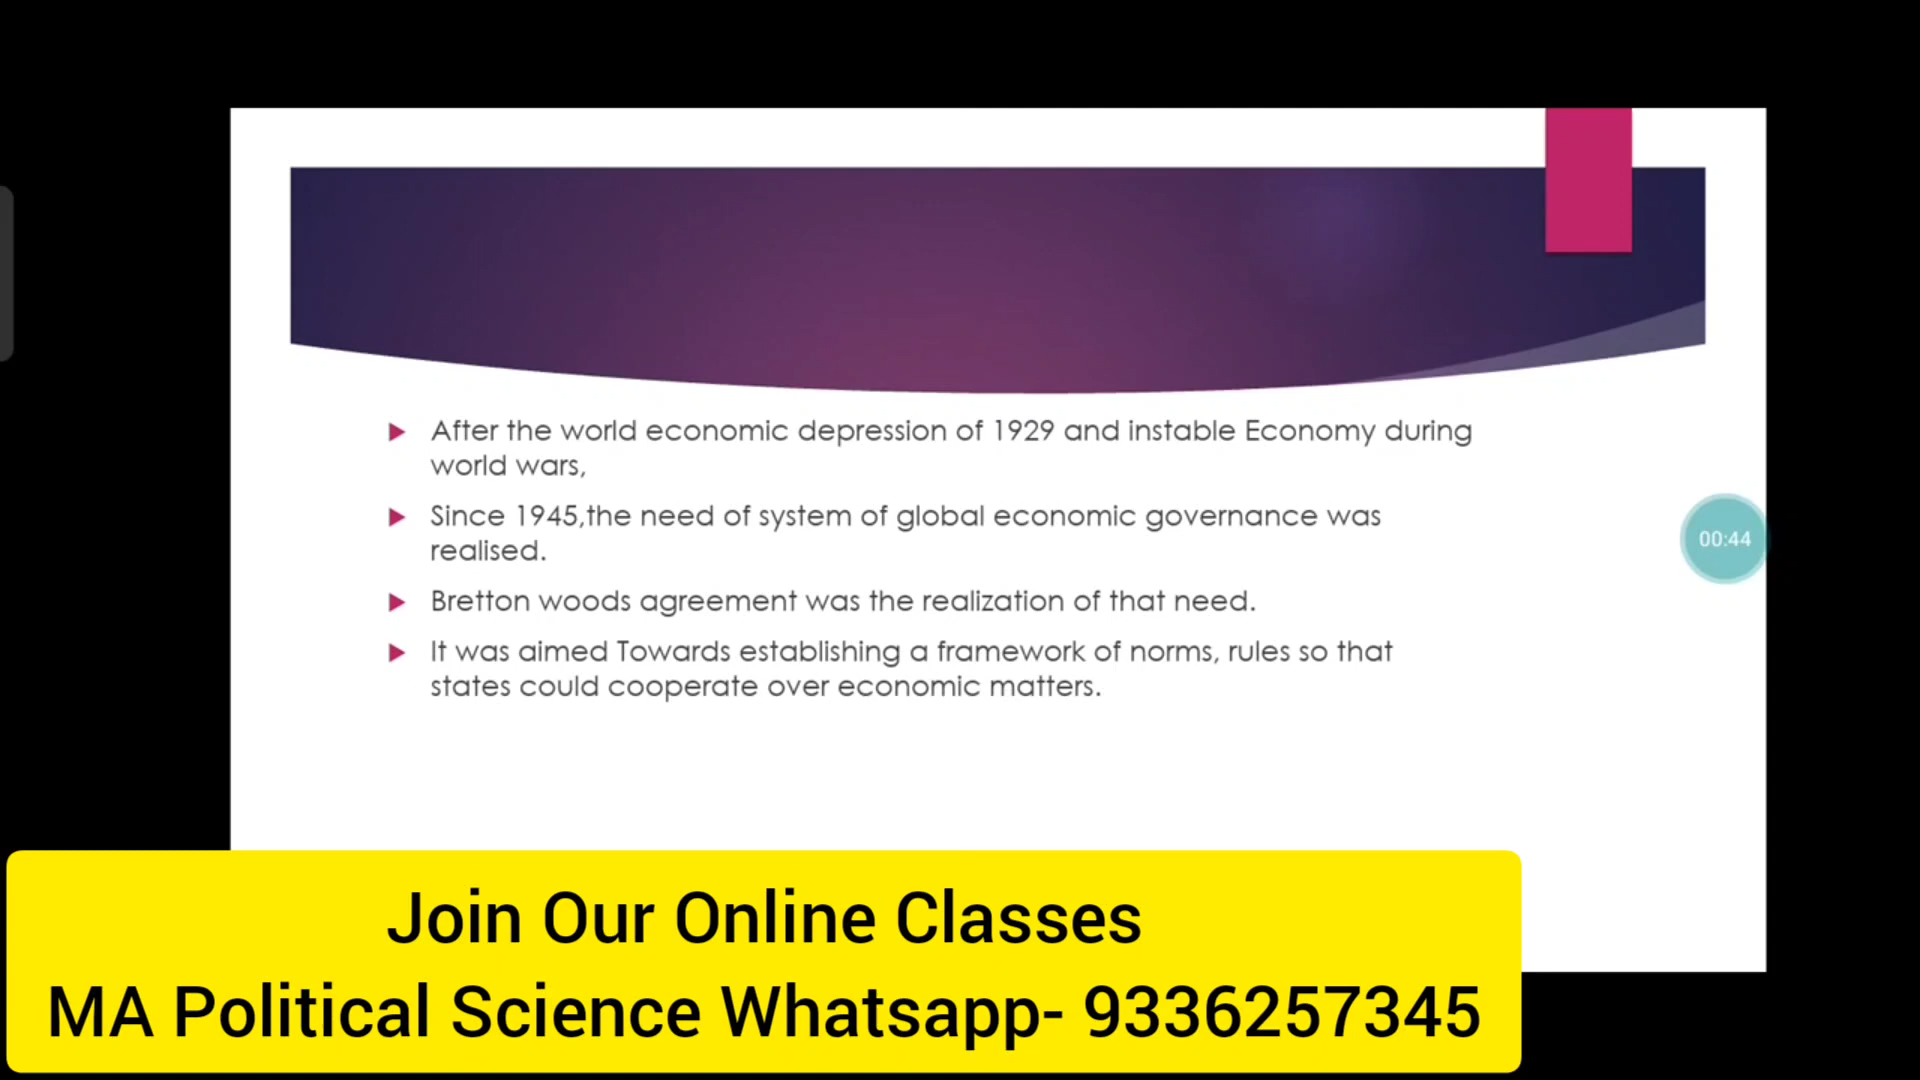 After the world economic depression of 1929 and instable Economy during
world wars,
Since 1945,the need of system of global economic governance was
realised.
Bretton woods agreement was the realization of that need.
It was aimed Towards establishing a framework of norms, rules so that
states could cooperate over economic matters.
00:44
Join Our Online Classes
MA Political Science Whatsapp- 9336257345